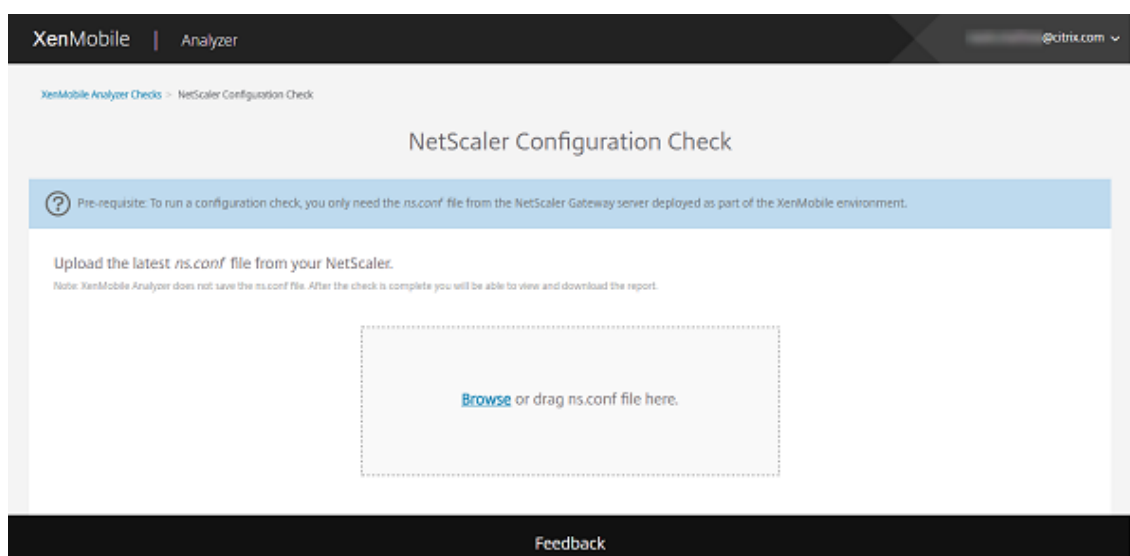 XenMobile | Analyzer
@citrix.com
XenMobile Analyzer Checks > NetScaler Configuration Check
NetScaler Configuration Check
? Pre-requisite: To run a configuration check, you only need the ns.conf file from the NetScaler Gateway server deployed as part of the XenMobile environment.
Upload the latest ns.conf file from your NetScaler.
Note: XenMobile Analyzer does not save the ns.conf file. After the check is complete you will be able to view and download the report.
Browse or drag ns.conf file here.
Feedback